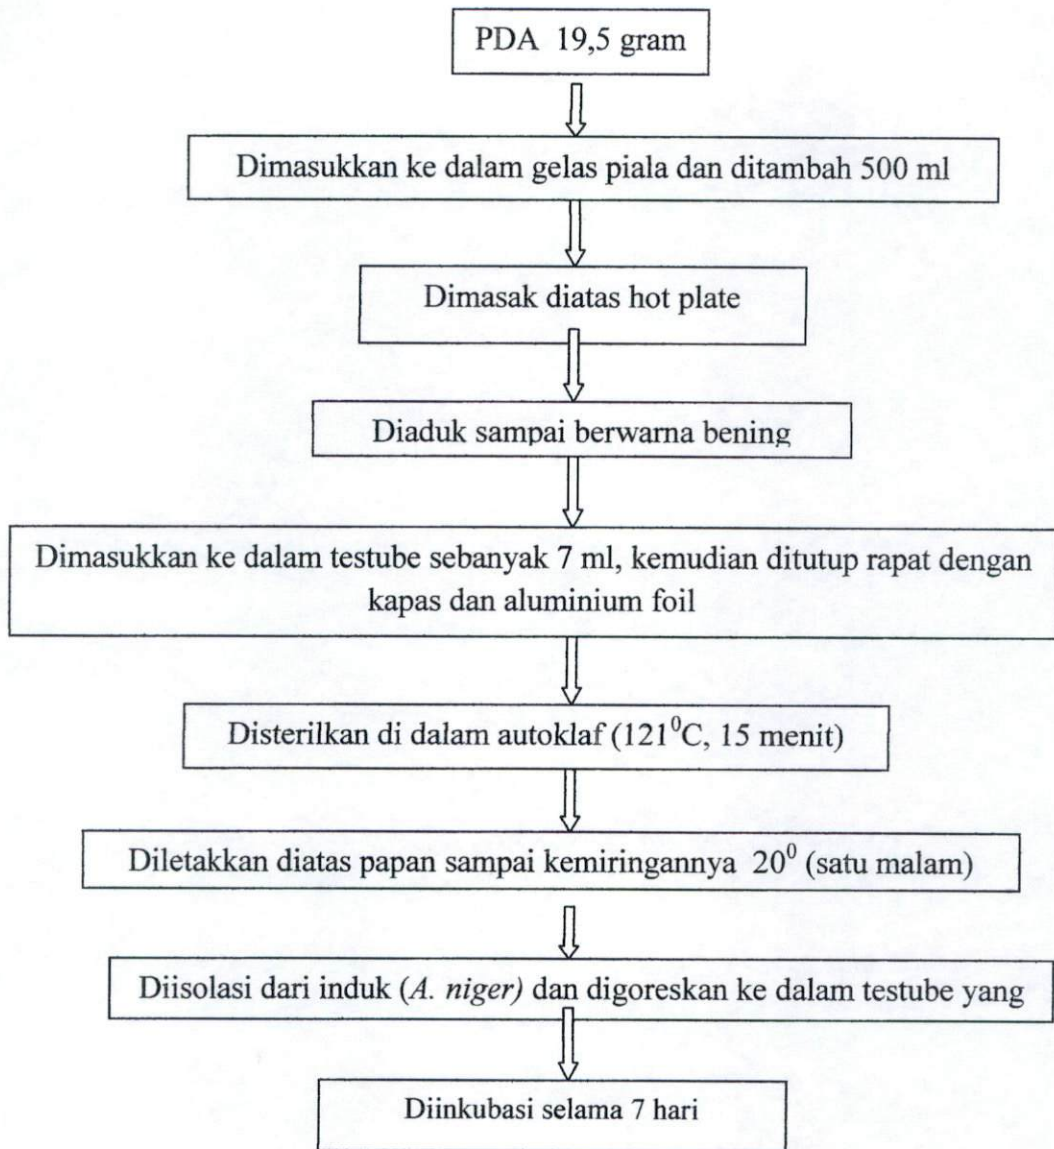 PDA 19,5 gram
Dimasukkan ke dalam gelas piala dan ditambah 500 ml
Dimasak diatas hot plate
Diaduk sampai berwarna bening
Dimasukkan ke dalam testube sebanyak 7 ml, kemudian ditutup rapat dengan
kapas dan aluminium foil
Disterilkan di dalam autoklaf (121⁰C, 15 menit)
Diletakkan diatas papan sampai kemiringannya 20⁰ (satu malam)
Diisolasi dari induk (A. niger) dan digoreskan ke dalam testube yang
Diinkubasi selama 7 hari